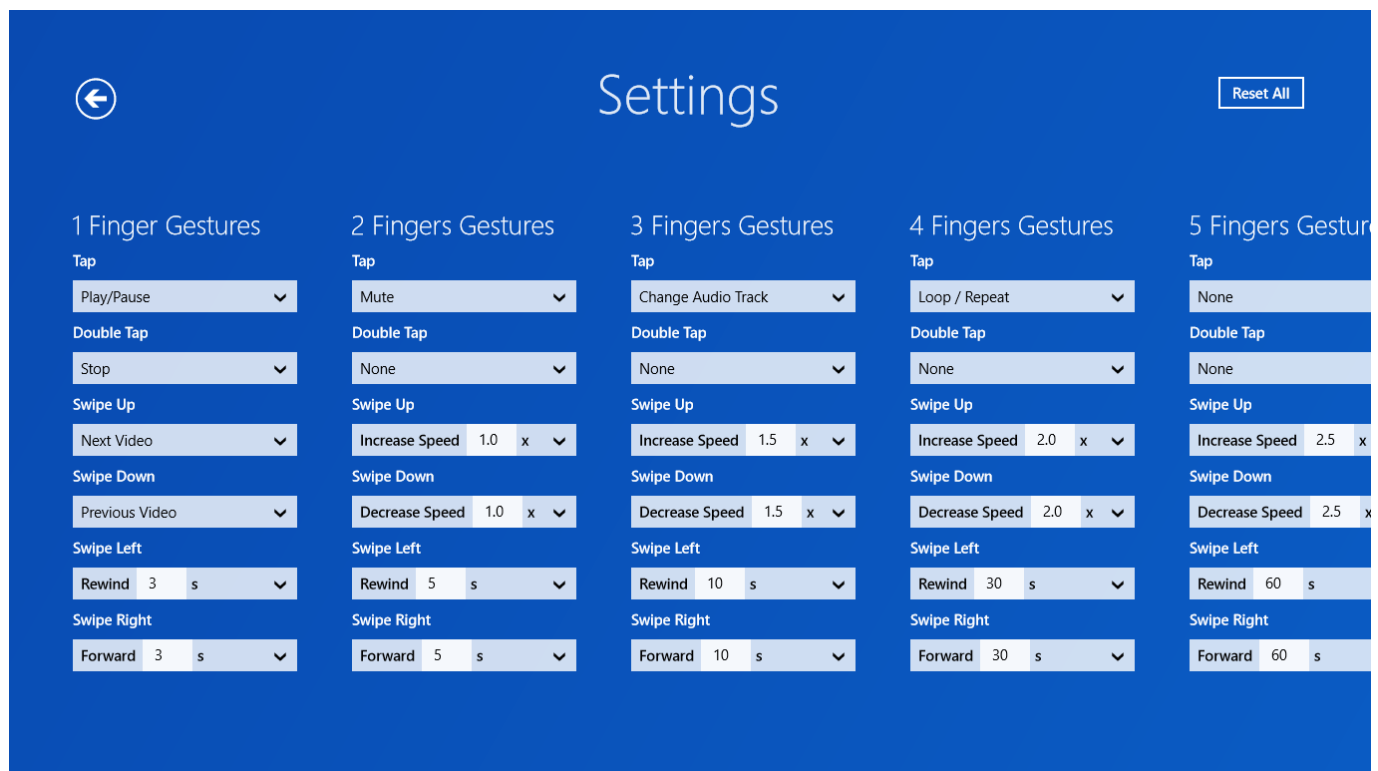 Settings
Reset All
1 Finger Gestures
Tap
Play/Pause
Double Tap
Stop
Swipe Up
Next Video
Swipe Down
Previous Video
Swipe Left
Rewind 3 s
Swipe Right
Forward 3 s
2 Fingers Gestures
Tap
Mute
Double Tap
None
Swipe Up
Increase Speed 1.0 x
Swipe Down
Decrease Speed 1.0 x
Swipe Left
Rewind 5 s
Swipe Right
Forward 5 s
3 Fingers Gestures
Tap
Change Audio Track
Double Tap
None
Swipe Up
Increase Speed 1.5 x
Swipe Down
Decrease Speed 1.5 x
Swipe Left
Rewind 10 s
Swipe Right
Forward 10 s
4 Fingers Gestures
Tap
Loop / Repeat
Double Tap
None
Swipe Up
Increase Speed 2.0 x
Swipe Down
Decrease Speed 2.0 x
Swipe Left
Rewind 30 s
Swipe Right
Forward 30 s
5 Fingers
Tap
None
Double Tap
None
Swipe Up
Increase Speed 2.5 x
Swipe Down
Decrease Speed 2.5 x
Swipe Left
Rewind 60 s
Swipe Right
Forward 60 s